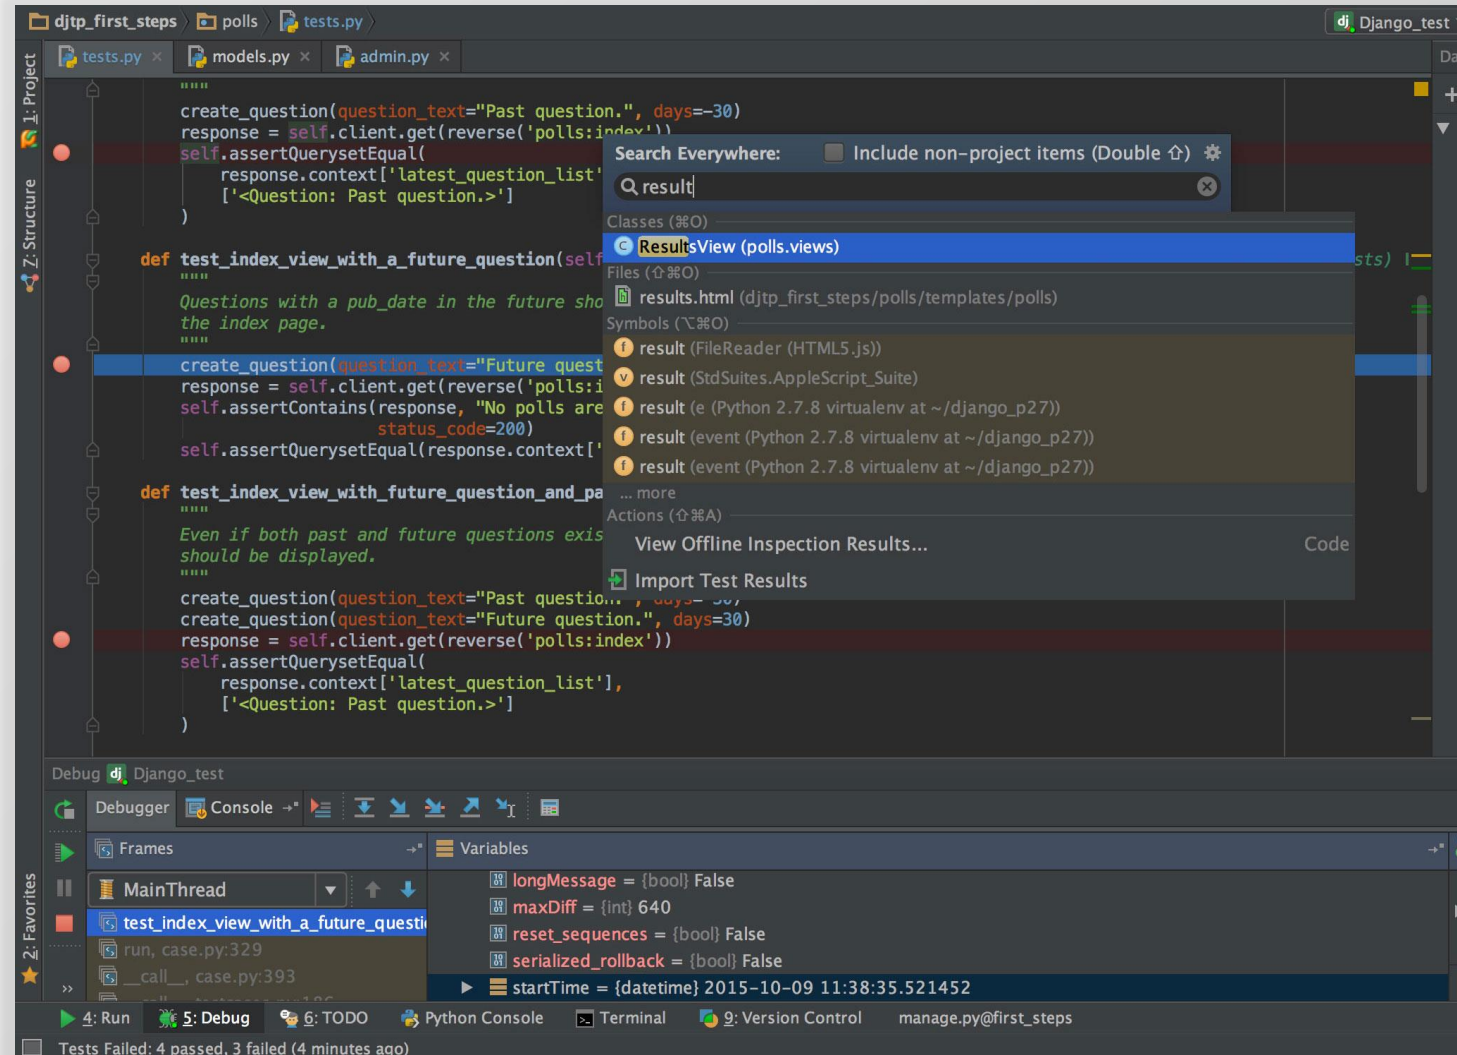 djtp_first_steps polls tests.py Django_test
tests.py models.py admin.py
1: Project
Z: Structure
2: Favorites
"""
create_question(question_text="Past question.", days=-30)
response = self.client.get(reverse('polls:index'))
self.assertQuerysetEqual(
response.context['latest_question_list'
['<Question: Past question.>']
)
def test_index_view_with_a_future_question(self
"""
Questions with a pub_date in the future sho
the index page.
"""
create_question(question_text="Future quest
response = self.client.get(reverse('polls:i
self.assertContains(response, "No polls are
status_code=200)
self.assertQuerysetEqual(response.context['
def test_index_view_with_future_question_and_pa
"""
Even if both past and future questions exis
should be displayed.
"""
create_question(question_text="Past question.", days=-30)
create_question(question_text="Future question.", days=30)
response = self.client.get(reverse('polls:index'))
self.assertQuerysetEqual(
response.context['latest_question_list'],
['<Question: Past question.>']
)
Search Everywhere: Include non-project items (Double ⇧)
result
Classes (⌘O)
ResultsView (polls.views)
Files (⇧⌘O)
results.html (djtp_first_steps/polls/templates/polls)
Symbols (⌥⌘O)
result (FileReader (HTML5.js))
result (StdSuites.AppleScript_Suite)
result (e (Python 2.7.8 virtualenv at ~/django_p27))
result (event (Python 2.7.8 virtualenv at ~/django_p27))
result (event (Python 2.7.8 virtualenv at ~/django_p27))
... more
Actions (⇧⌘A)
View Offline Inspection Results... Code
Import Test Results
Debug Django_test
Debugger Console
Frames Variables
MainThread
test_index_view_with_a_future_questi
run, case.py:329
__call__, case.py:393
longMessage = {bool} False
maxDiff = {int} 640
reset_sequences = {bool} False
serialized_rollback = {bool} False
startTime = {datetime} 2015-10-09 11:38:35.521452
4: Run 5: Debug 6: TODO Python Console Terminal 9: Version Control manage.py@first_steps
Tests Failed: 4 passed, 3 failed (4 minutes ago)